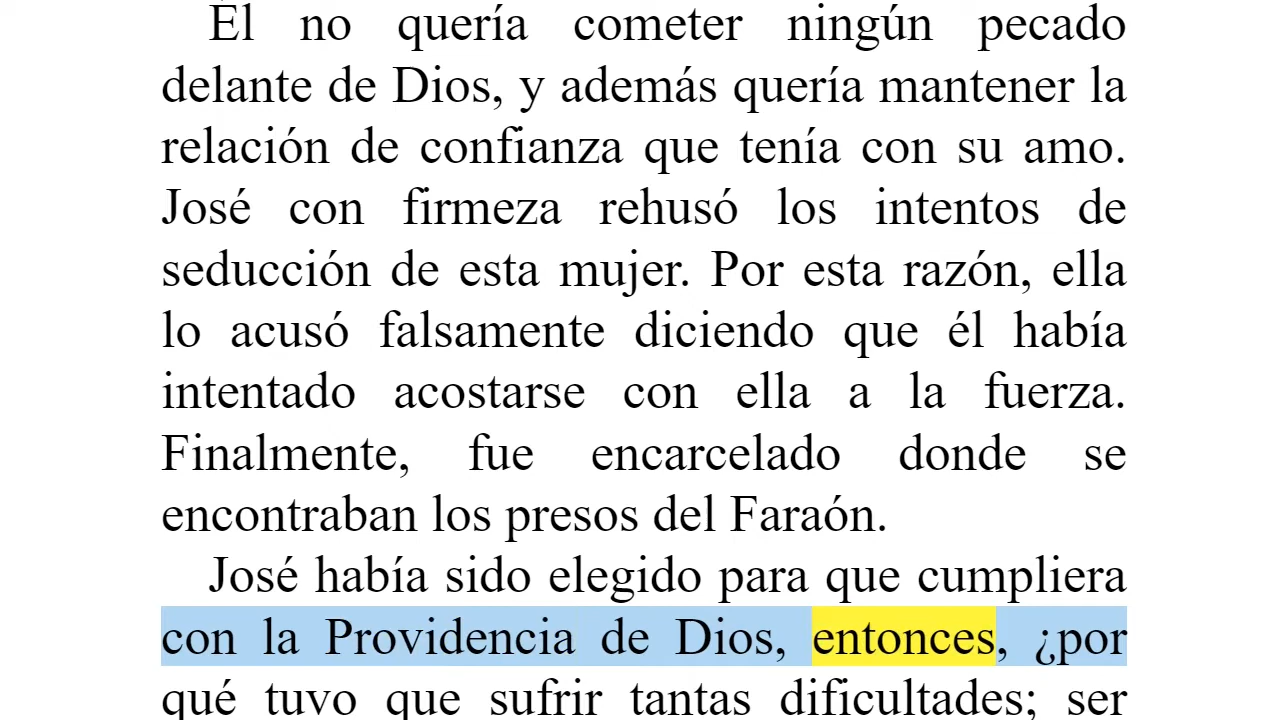 Él no quería cometer ningún pecado
delante de Dios, y además quería mantener la
relación de confianza que tenía con su amo.
José con firmeza rehusó los intentos de
seducción de esta mujer. Por esta razón, ella
lo acusó falsamente diciendo que él había
intentado acostarse con ella a la fuerza.
Finalmente, fue encarcelado donde se
encontraban los presos del Faraón.
José había sido elegido para que cumpliera
con la Providencia de Dios, entonces, ¿por
qué tuvo que sufrir tantas dificultades; ser